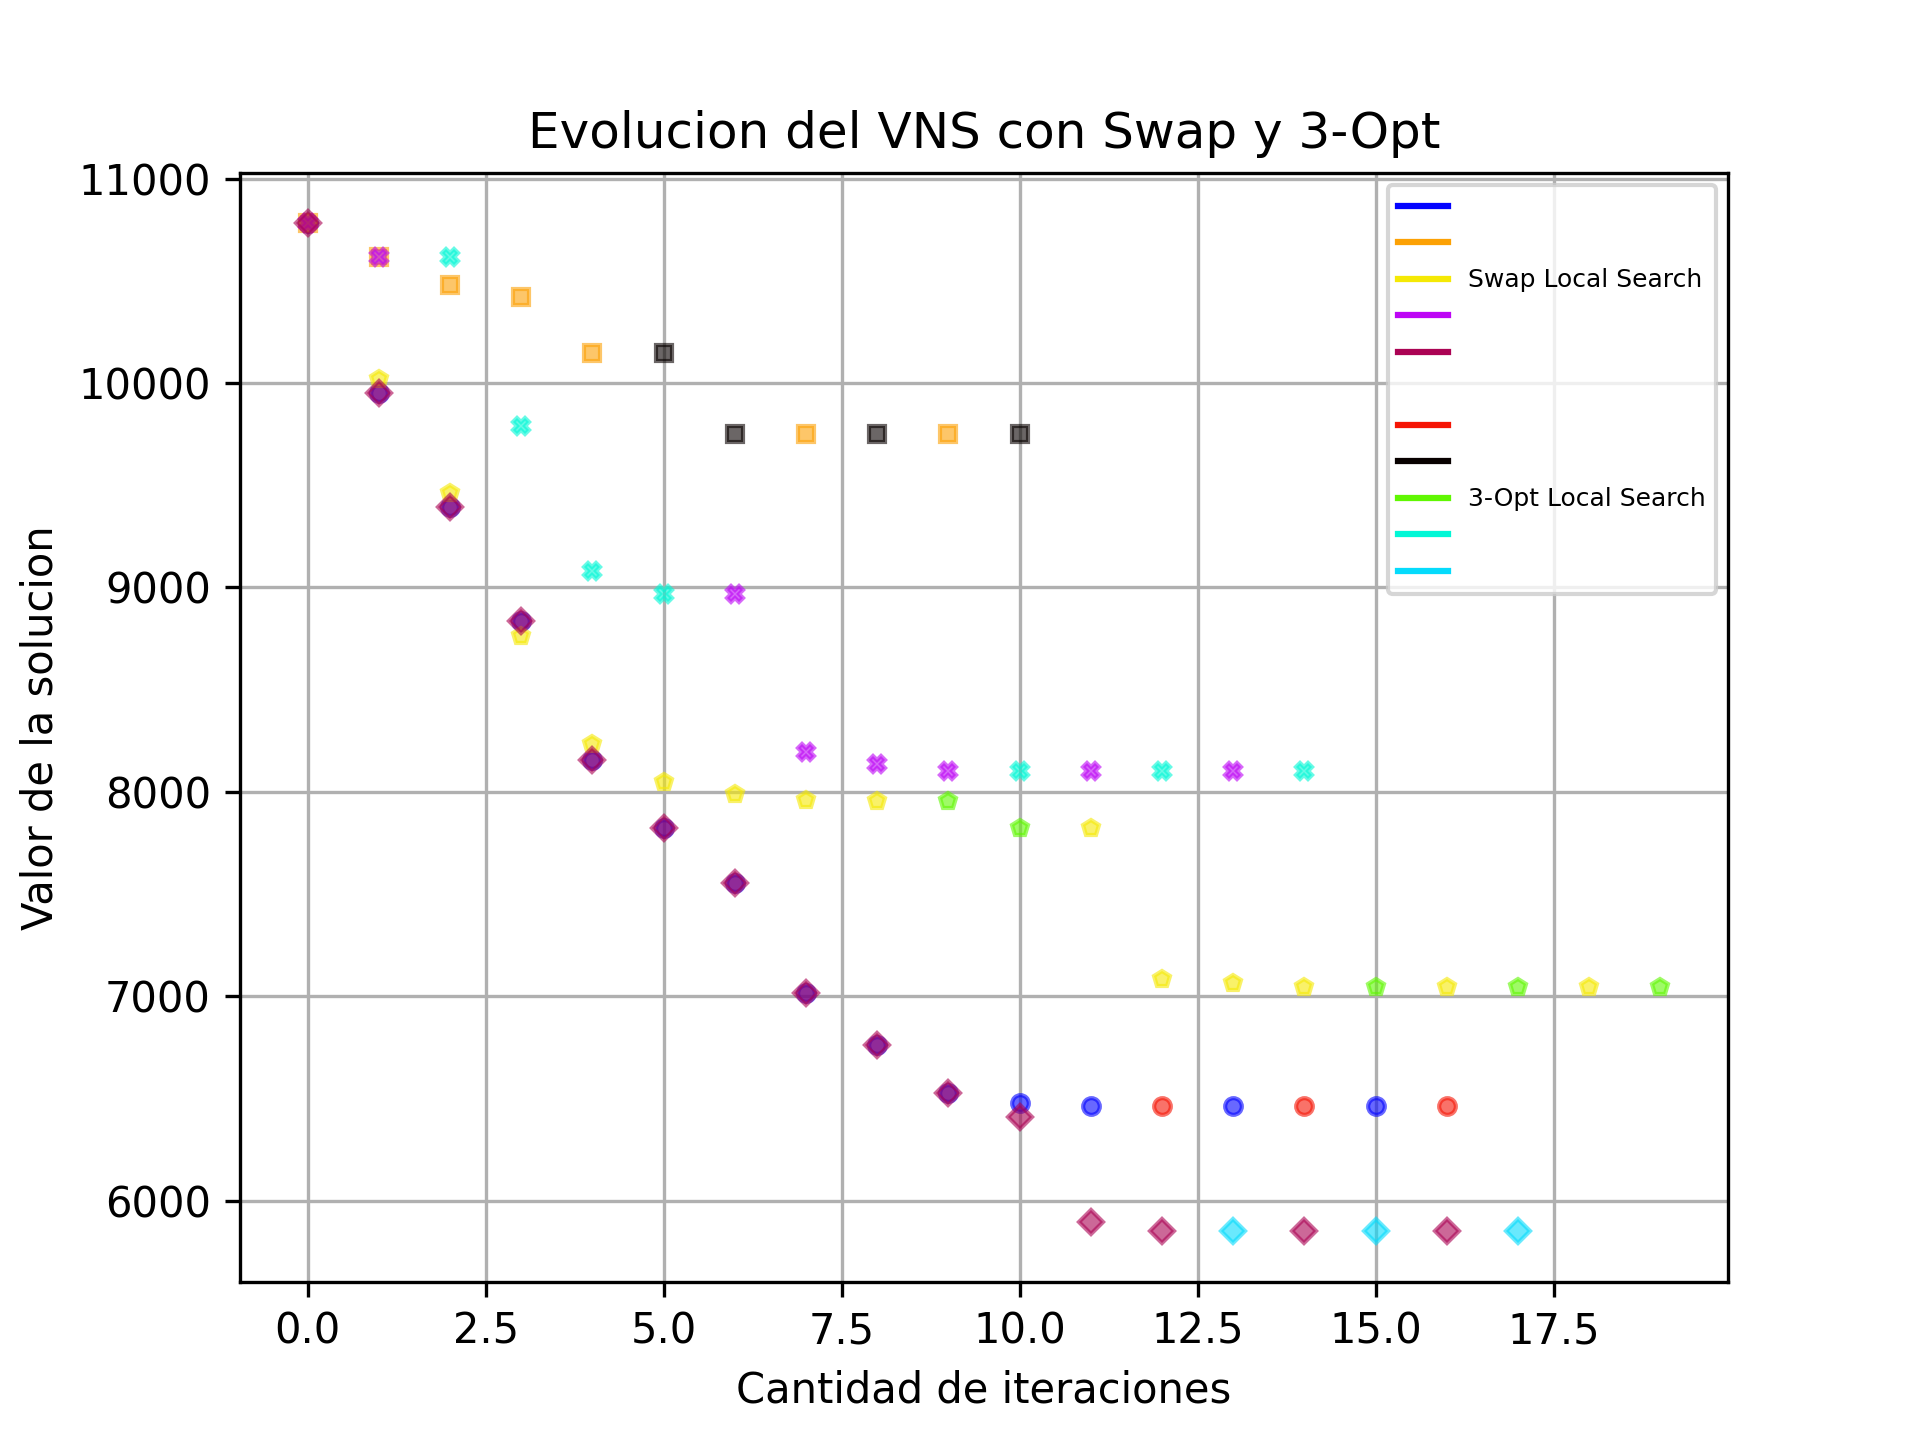 Evolucion del VNS con Swap y 3-Opt
Valor de la solucion
11000
10000
9000
8000
7000
6000
Swap Local Search
3-Opt Local Search
0.0 2.5 5.0 7.5 10.0 12.5 15.0 17.5
Cantidad de iteraciones